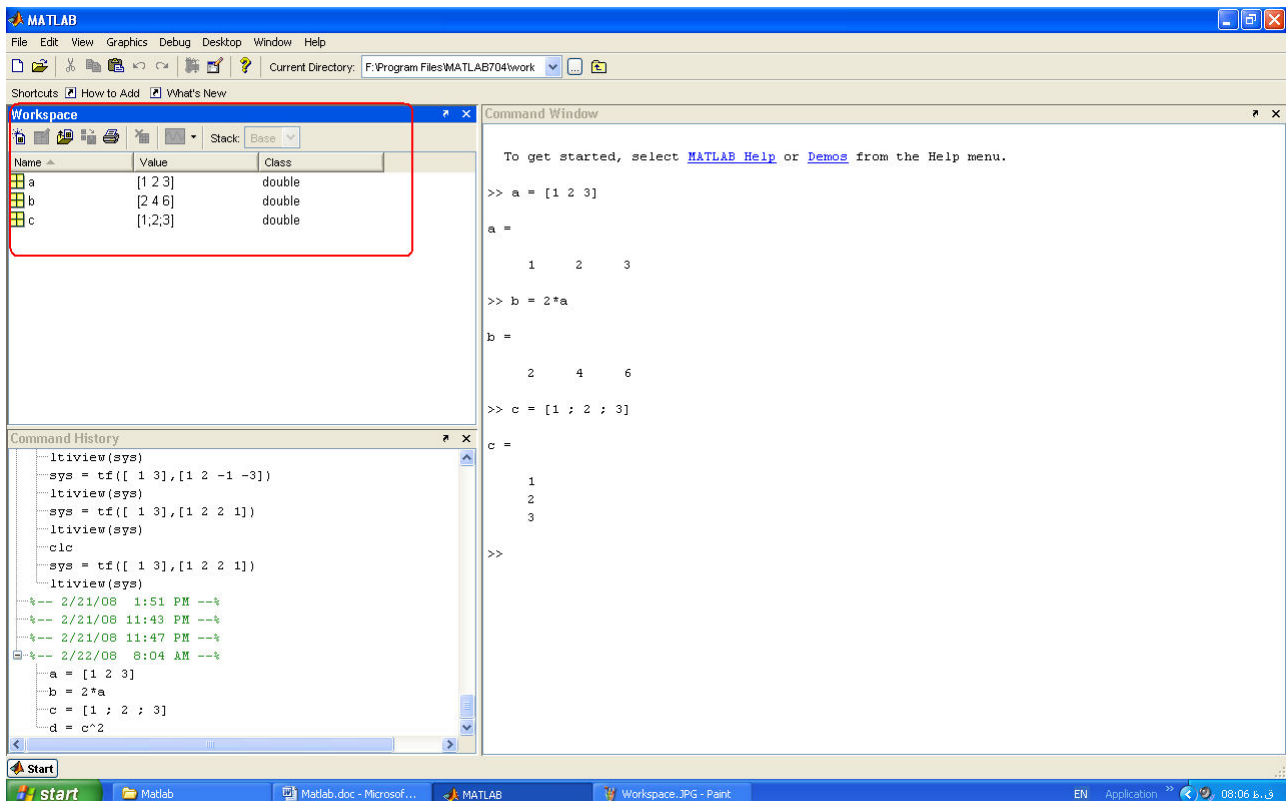 MATLAB
File Edit View Graphics Debug Desktop Window Help
Current Directory: F:\Program Files\MATLAB704\work
Shortcuts How to Add What's New
Workspace
Stack: Base
Name Value Class
a [1 2 3] double
b [2 4 6] double
c [1;2;3] double
Command History
ltiview(sys)
sys = tf([ 1 3],[1 2 -1 -3])
ltiview(sys)
sys = tf([ 1 3],[1 2 2 1])
ltiview(sys)
clc
sys = tf([ 1 3],[1 2 2 1])
ltiview(sys)
%-- 2/21/08 1:51 PM --%
%-- 2/21/08 11:43 PM --%
%-- 2/21/08 11:47 PM --%
%-- 2/22/08 8:04 AM --%
a = [1 2 3]
b = 2*a
c = [1 ; 2 ; 3]
d = c^2
Command Window
To get started, select MATLAB Help or Demos from the Help menu.
>> a = [1 2 3]
a =
1 2 3
>> b = 2*a
b =
2 4 6
>> c = [1 ; 2 ; 3]
c =
1
2
3
>>
Start
start Matlab Matlab.doc - Microsof... MATLAB Workspace.JPG - Paint EN Application » 08:06 ق.ظ